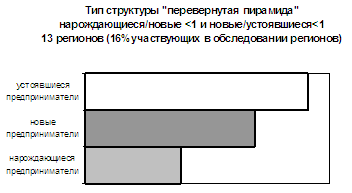 Тип структуры "перевернутая пирамида"
нарождающиеся/новые <1 и новые/устоявшиеся<1
13 регионов (16% участвующих в обследовании регионов)
устоявшиеся
предприниматели
новые
предприниматели
нарождающиеся
предприниматели